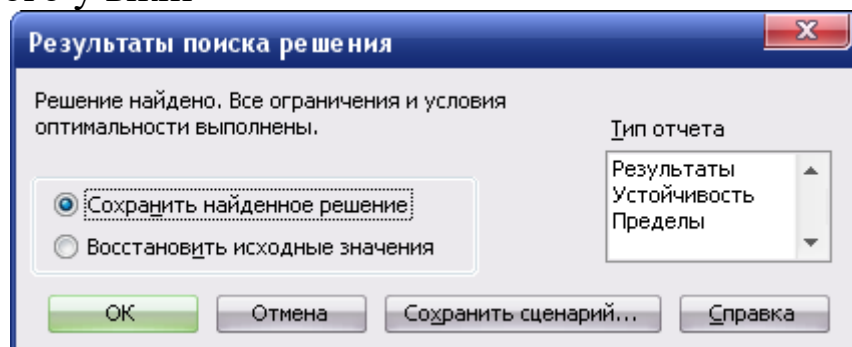 Результаты поиска решения
Решение найдено. Все ограничения и условия
оптимальности выполнены.
Тип отчета
Результаты
Устойчивость
Пределы
Сохранить найденное решение
Восстановить исходные значения
ОК
Отмена
Сохранить сценарий...
Справка